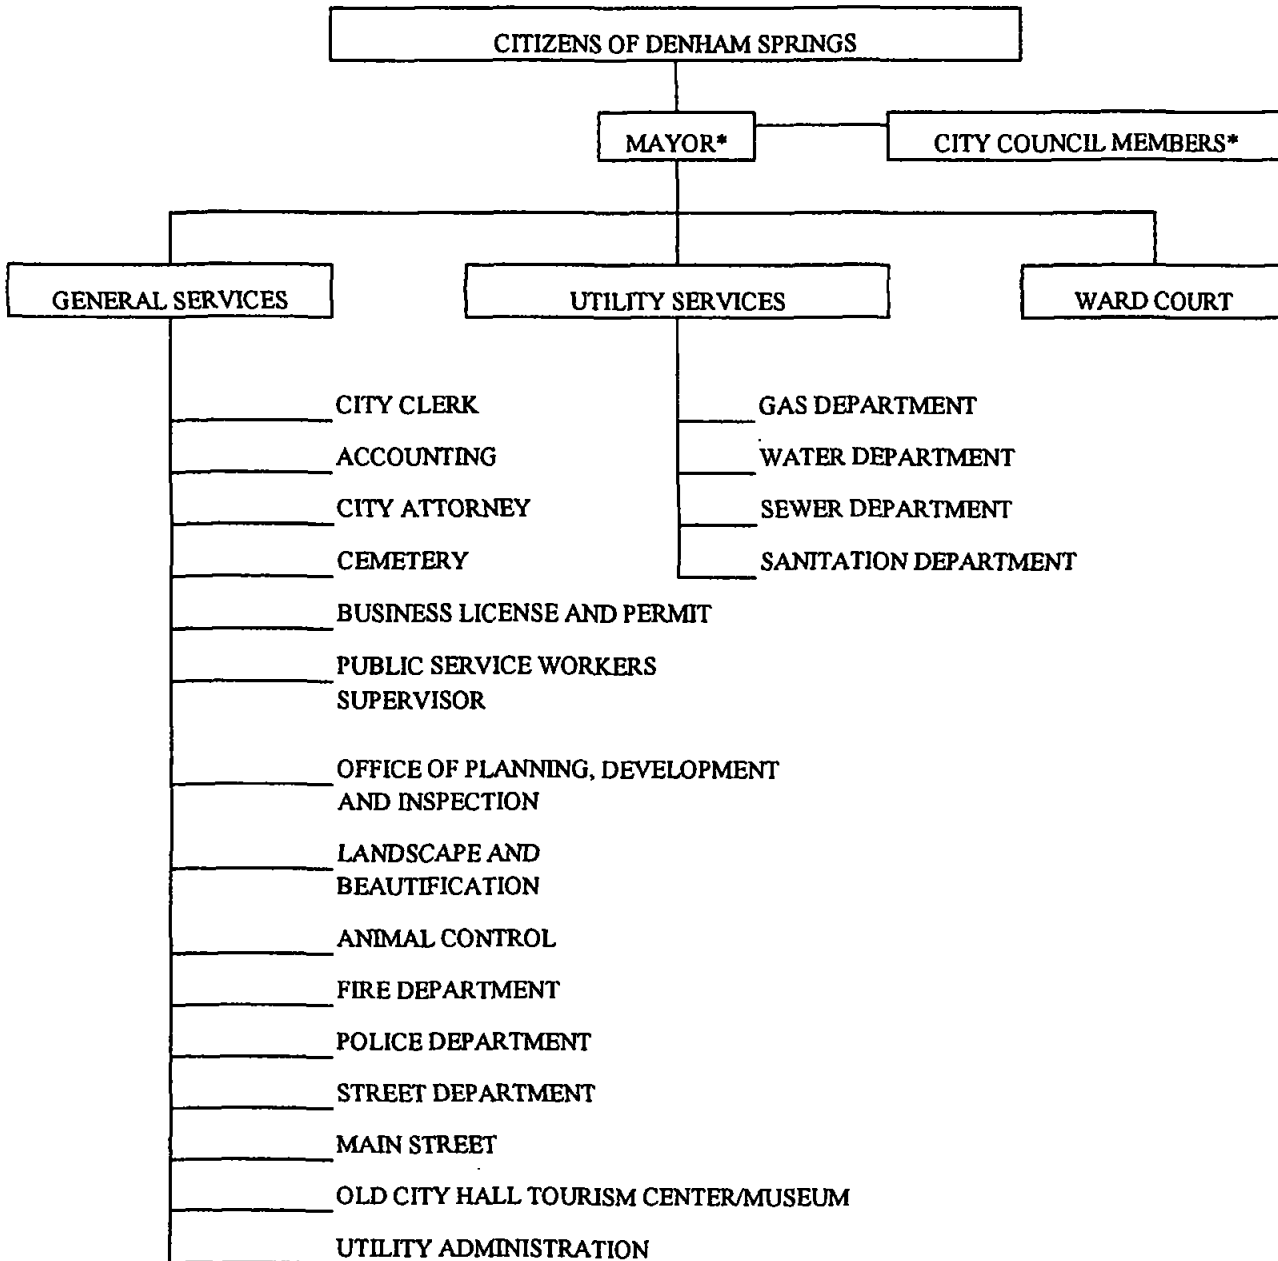 CITIZENS OF DENHAM SPRINGS
MAYOR*
CITY COUNCIL MEMBERS*
GENERAL SERVICES
UTILITY SERVICES
WARD COURT
CITY CLERK
ACCOUNTING
CITY ATTORNEY
CEMETERY
BUSINESS LICENSE AND PERMIT
PUBLIC SERVICE WORKERS
SUPERVISOR
OFFICE OF PLANNING, DEVELOPMENT
AND INSPECTION
LANDSCAPE AND
BEAUTIFICATION
ANIMAL CONTROL
FIRE DEPARTMENT
POLICE DEPARTMENT
STREET DEPARTMENT
MAIN STREET
OLD CITY HALL TOURISM CENTER/MUSEUM
UTILITY ADMINISTRATION
GAS DEPARTMENT
WATER DEPARTMENT
SEWER DEPARTMENT
SANITATION DEPARTMENT